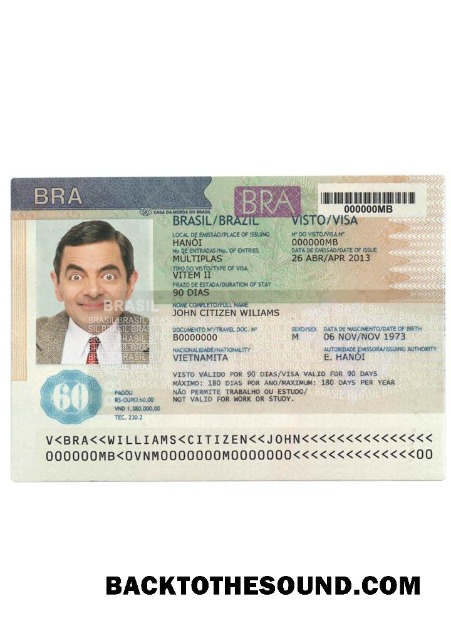 BRA
CASA DA MOEDA DO BRASIL
BRA
000000MB
BRASIL/BRAZIL VISTO/VISA
LOCAL DE EMISSÃO/PLACE OF ISSUING Nº DO VISTO/VISA Nº
HANÓI 000000MB
No DE ENTRADAS/No. OF ENTRIES DATA DE EMISSÃO/DATE OF ISSUE
MULTIPLAS 26 ABR/APR 2013
TIPO DO VISTO/TYPE OF VISA
VITEM II
PRAZO DE ESTADA/DURATION OF STAY
90 DIAS
NOME COMPLETO/FULL NAME
JOHN CITIZEN WLIAMS
DOCUMENTO Nº/TRAVEL DOC. Nº SEXO/SEX DATA DE NASCIMENTO/DATE OF BIRTH
B0000000 M 06 NOV/NOV 1973
NACIONALIDADE/NATIONALITY AUTORIDADE EMISSORA/ISSUING AUTHORITY
VIETNAMITA E. HANÓI
BRASIL
60
PAGOU
R$-OURO 60,00
VND 1.380.000,00
TEC. 230.2
VISTO VÁLIDO POR 90 DIAS/VISA VALID FOR 90 DAYS
MÁXIMO: 180 DIAS POR ANO/MAXIMUM: 180 DAYS PER YEAR
NÃO PERMITE TRABALHO OU ESTUDO/
NOT VALID FOR WORK OR STUDY.
V<BRA<<WILLIAMS<CITIZEN<<JOHN<<<<<<<<<<<<<<<
000000MB<0VNM0000000M0000000<<<<<<<<<<<<<<00
BACKTOTHESOUND.COM